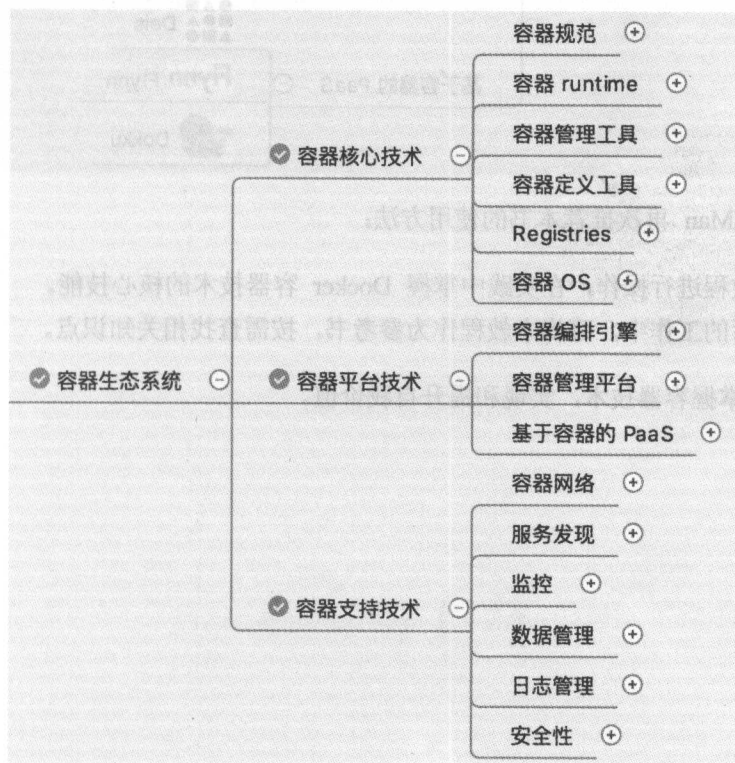 容器规范
容器 runtime
容器管理工具
容器核心技术
容器定义工具
Registries
容器 OS
容器编排引擎
容器生态系统
容器平台技术
容器管理平台
基于容器的 PaaS
容器网络
服务发现
监控
容器支持技术
数据管理
日志管理
安全性